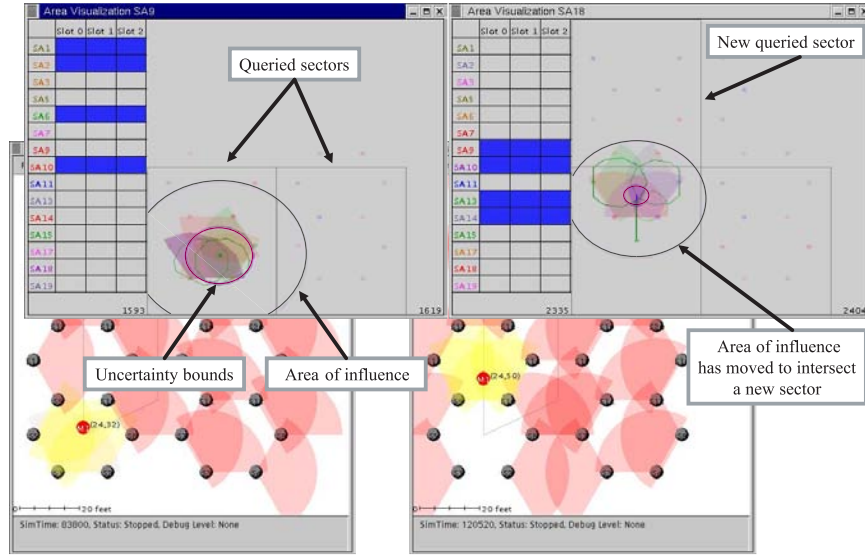 Area Visualization SA9
Slot 0 Slot 1 Slot 2
SA1
SA2
SA3
SA5
SA6
SA7
SA9
SA10
SA11
SA13
SA14
SA15
SA17
SA18
SA19
1593
1619
Queried sectors
Uncertainty bounds
Area of influence
M1 (24,32)
20 feet
SimTime: 83800, Status: Stopped, Debug Level: None
Area Visualization SA18
Slot 0 Slot 1 Slot 2
SA1
SA2
SA3
SA5
SA6
SA7
SA9
SA10
SA11
SA13
SA14
SA15
SA17
SA18
SA19
2335
2404
New queried sector
Area of influence
has moved to intersect
a new sector
M1 (24,50)
20 feet
SimTime: 120520, Status: Stopped, Debug Level: None